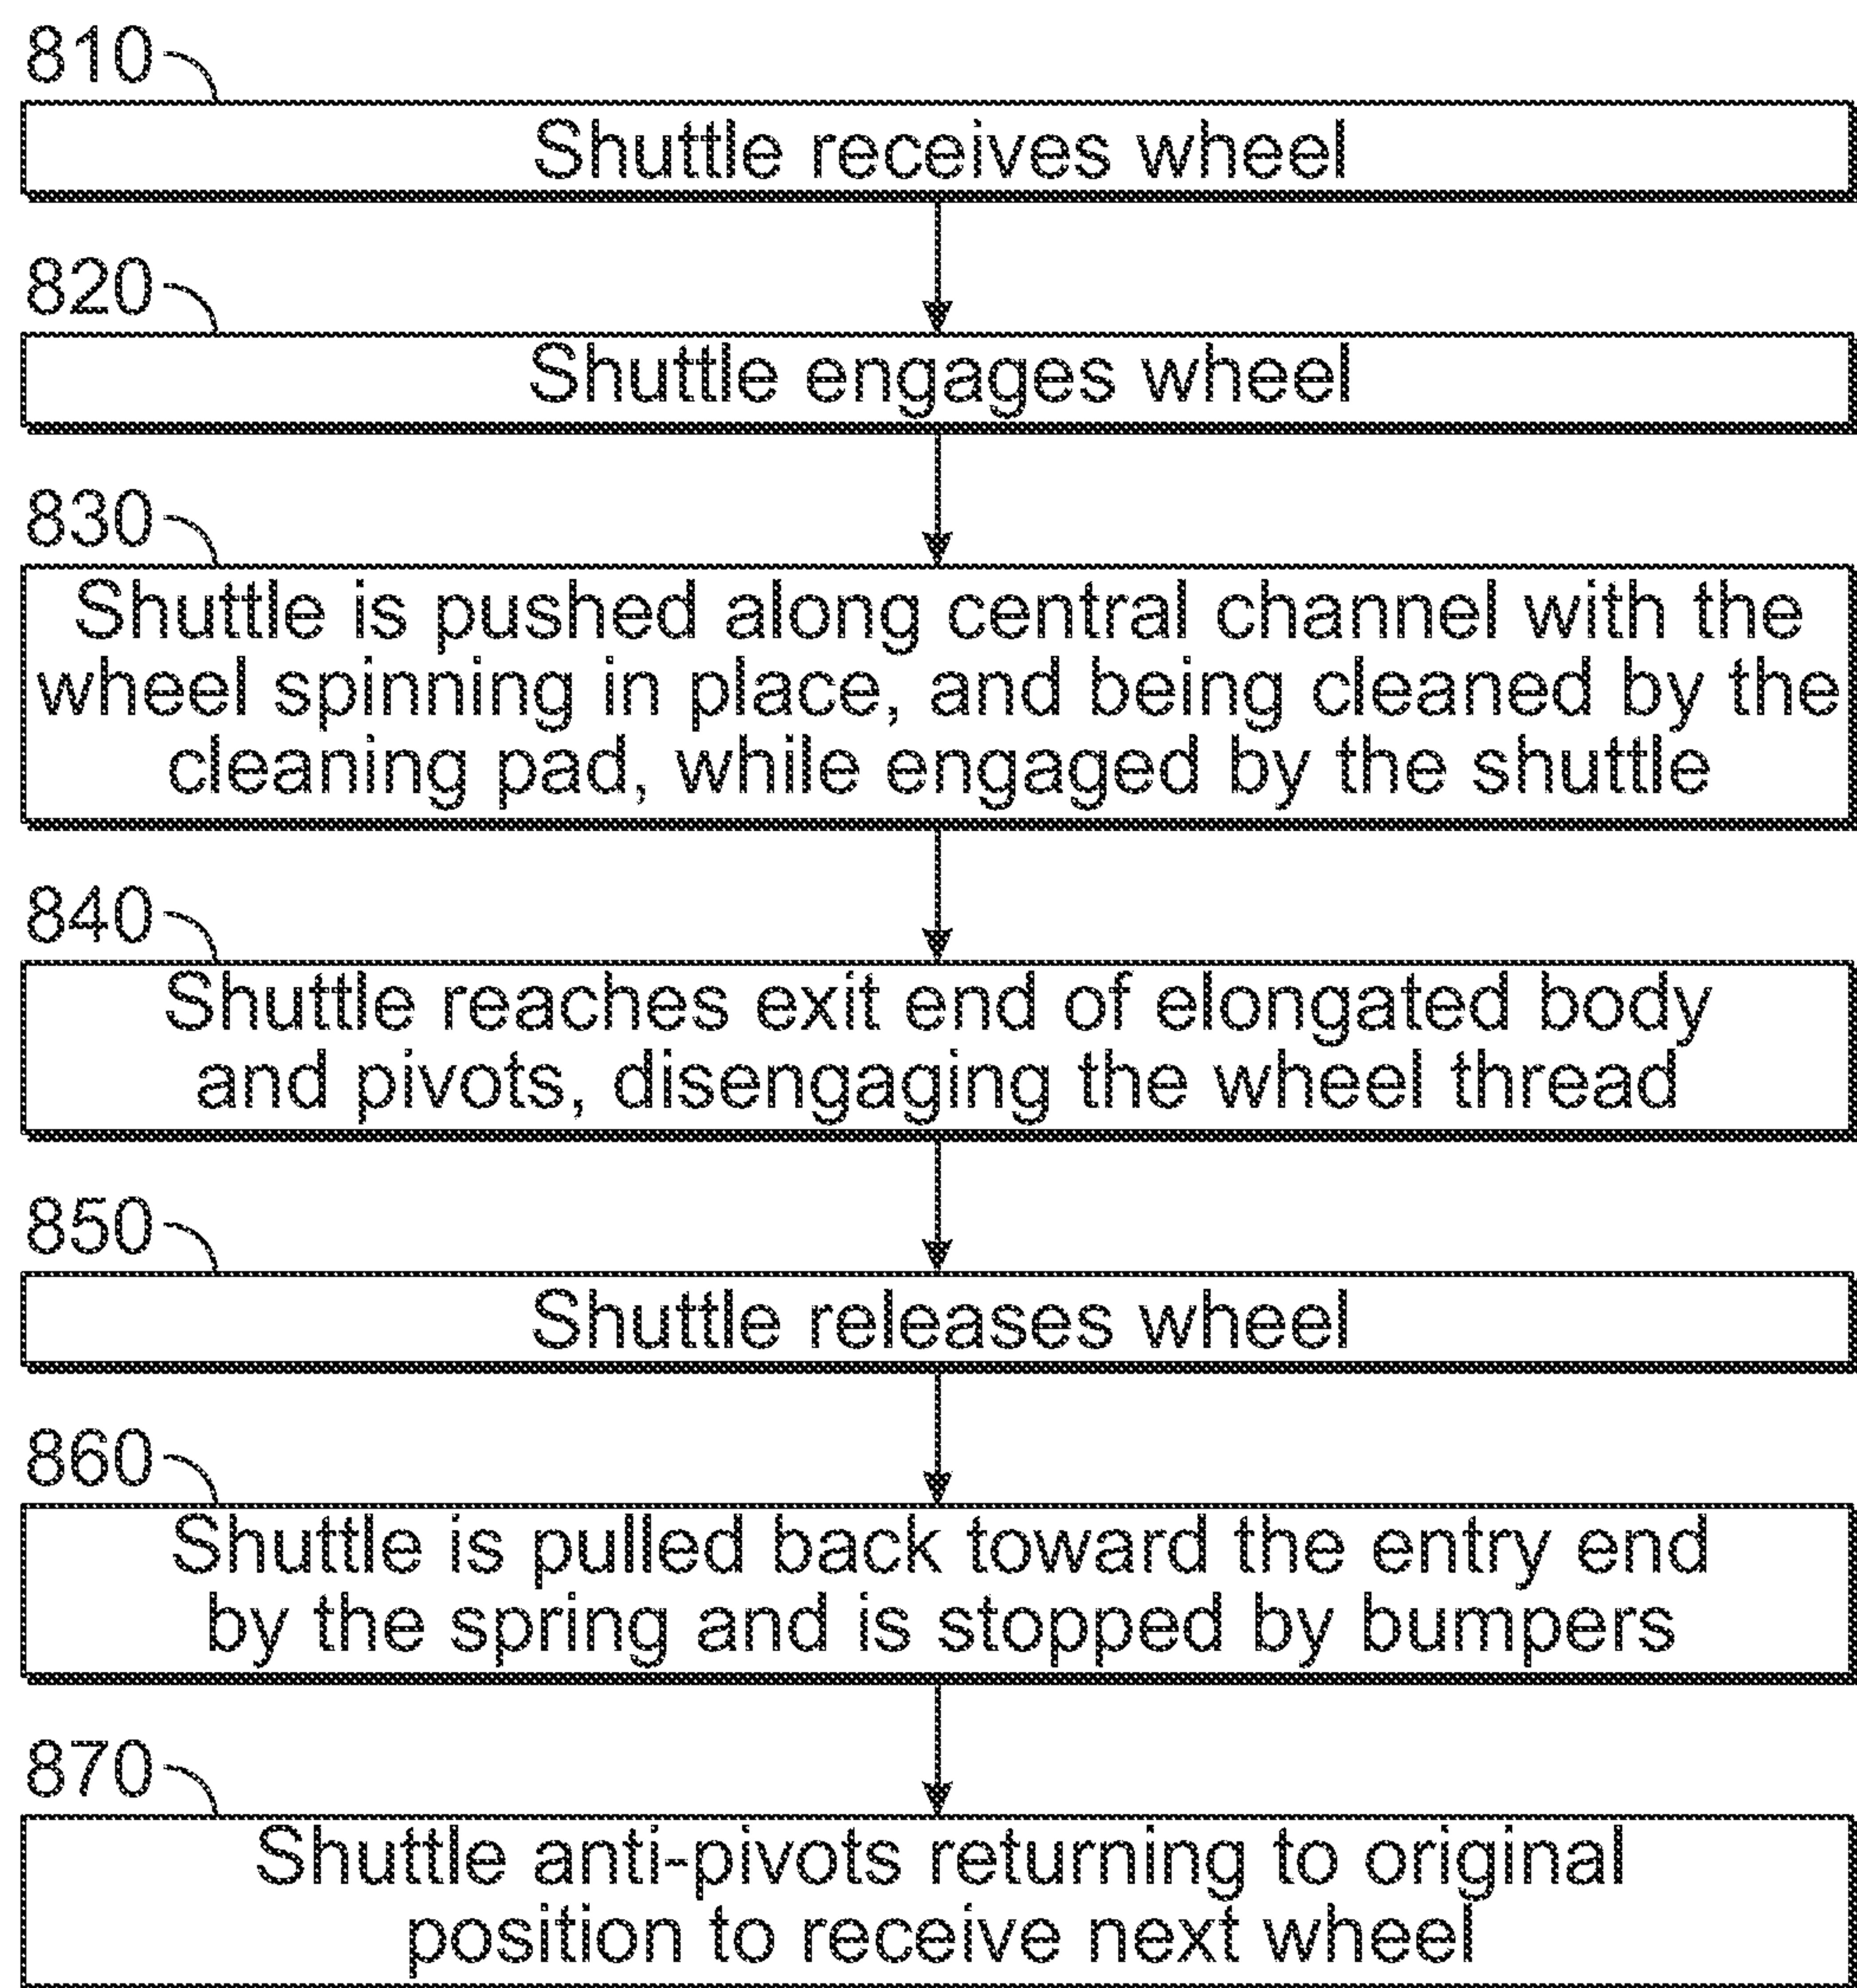 810
Shuttle receives wheel
820
Shuttle engages wheel
830
Shuttle is pushed along central channel with the
wheel spinning in place, and being cleaned by the
cleaning pad, while engaged by the shuttle
840
Shuttle reaches exit end of elongated body
and pivots, disengaging the wheel thread
850
Shuttle releases wheel
860
Shuttle is pulled back toward the entry end
by the spring and is stopped by bumpers
870
Shuttle anti-pivots returning to original
position to receive next wheel